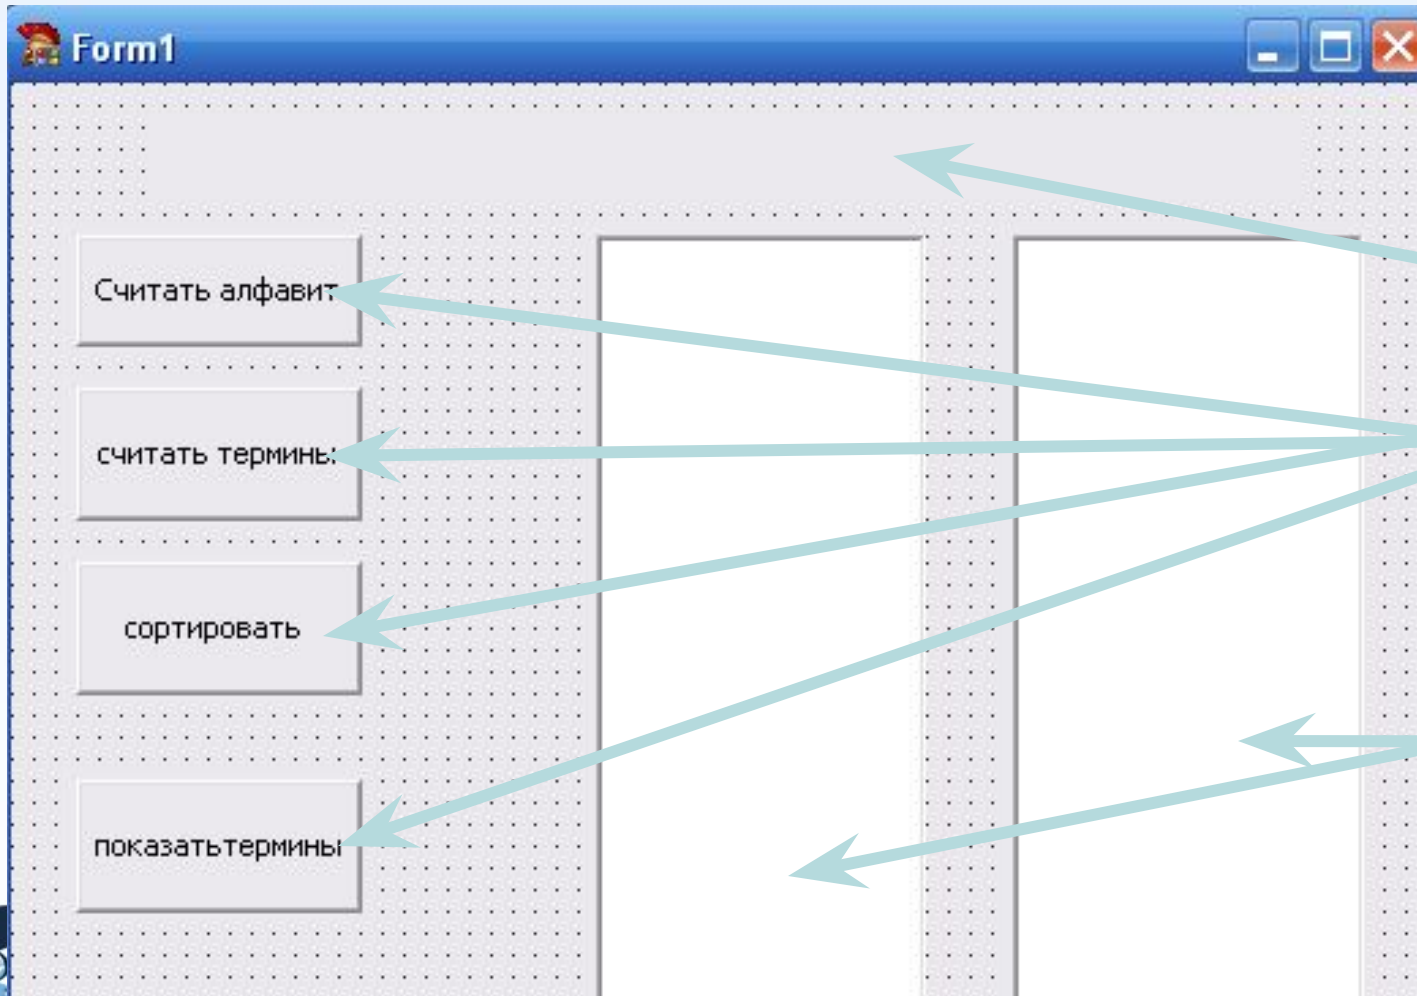 Form1
Считать алфавит
считать термины
сортировать
показатьтермины